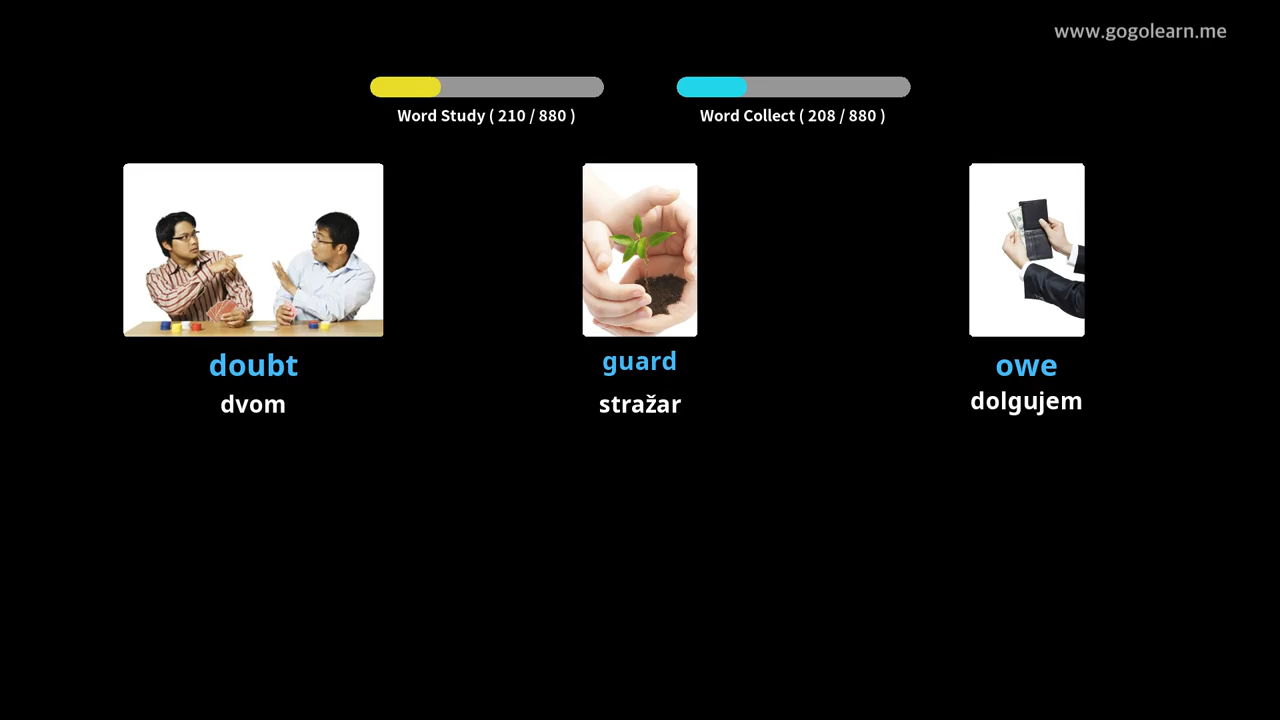 www.gogolearn.me
Word Study ( 210 / 880 )
Word Collect ( 208 / 880 )
doubt
dvom
guard
stražar
owe
dolgujem